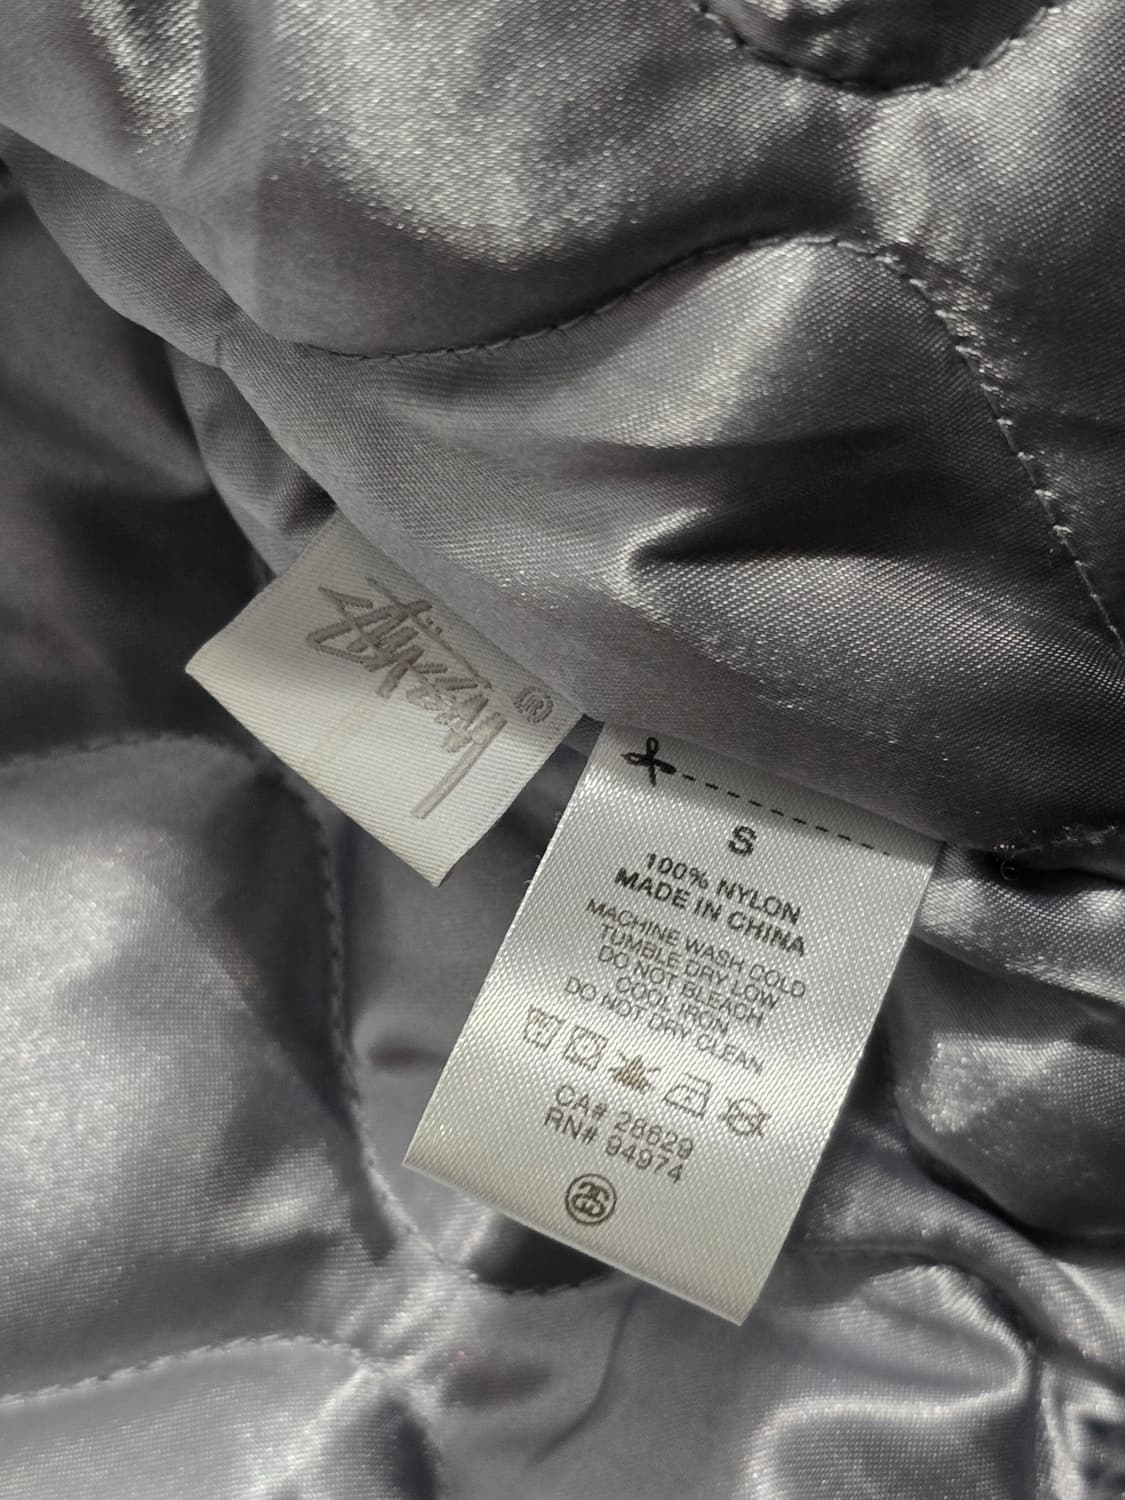 Stüssy ®
S
100% NYLON
MADE IN CHINA
MACHINE WASH COLD
TUMBLE DRY LOW
DO NOT BLEACH
COOL IRON
DO NOT DRY CLEAN
CA# 28629
RN# 94974